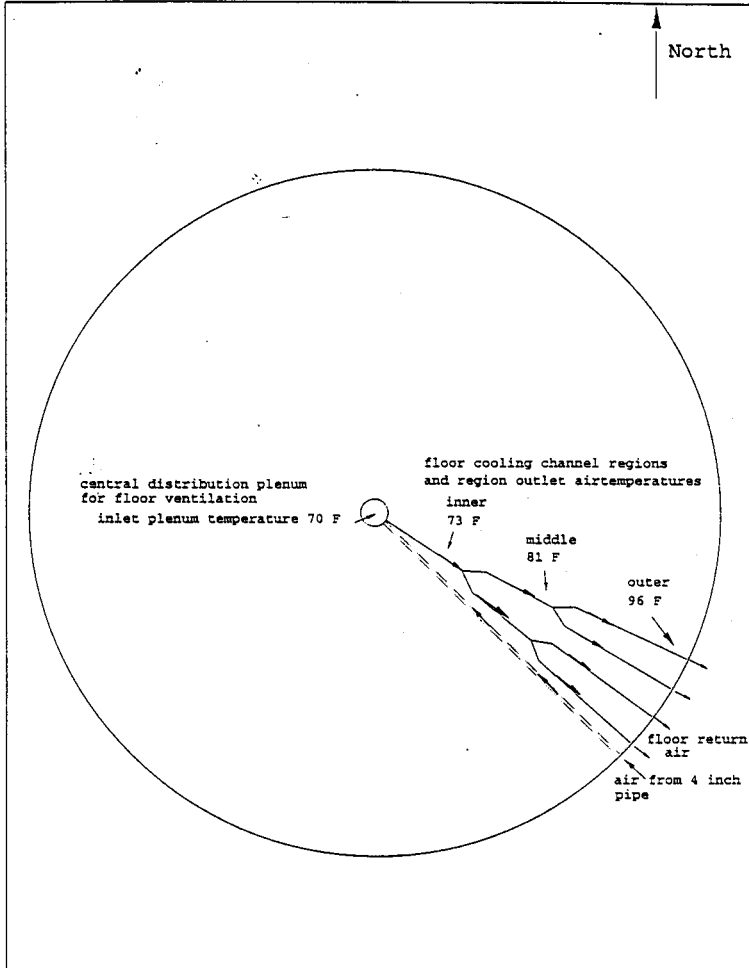 North
floor cooling channel regions
and region outlet airtemperatures
central distribution plenum
for floor ventilation
inlet plenum temperature 70 F
inner
73 F
middle
81 F
outer
96 F
floor return
air
air from 4 inch
pipe